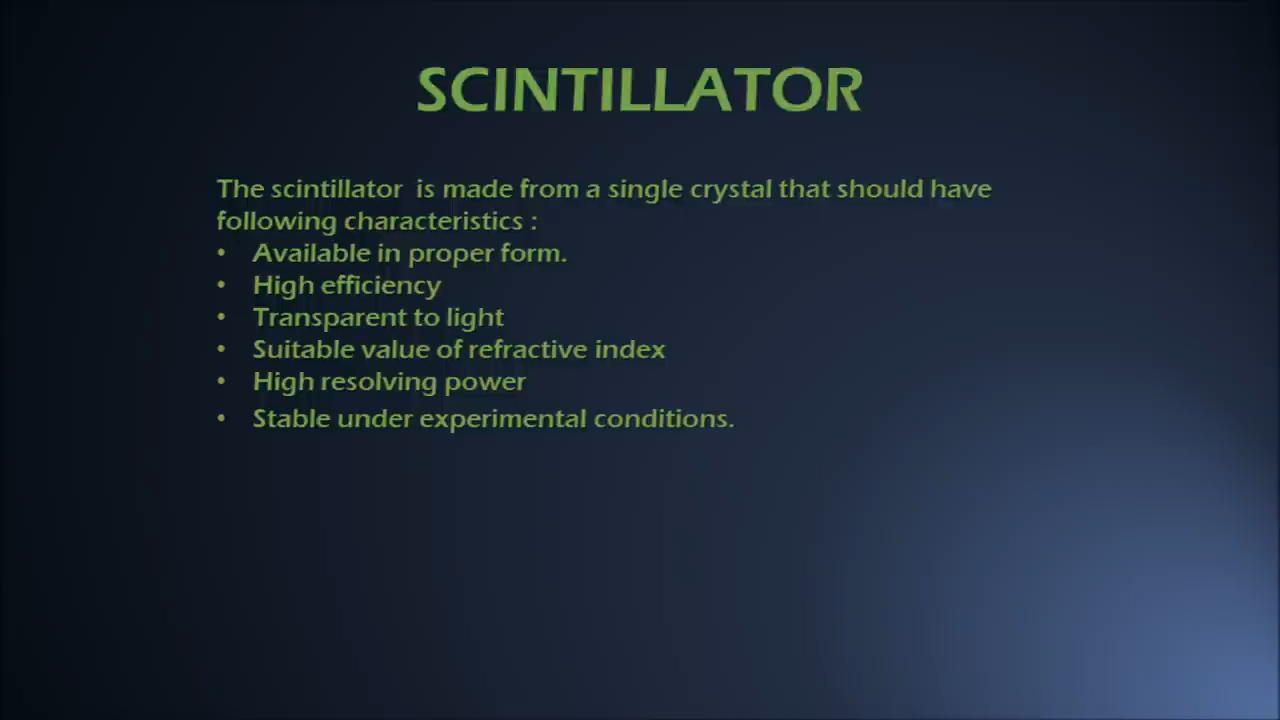 SCINTILLATOR
The scintillator is made from a single crystal that should have
following characteristics :
• Available in proper form.
• High efficiency
• Transparent to light
• Suitable value of refractive index
• High resolving power
• Stable under experimental conditions.